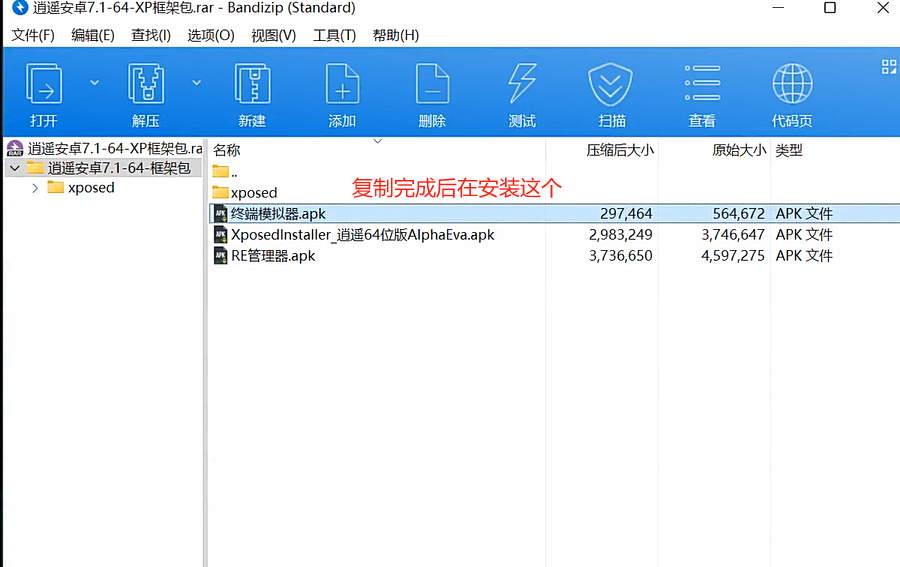 逍遥安卓7.1-64-XP框架包.rar - Bandizip (Standard)
文件(F) 编辑(E) 查找(I) 选项(O) 视图(V) 工具(T) 帮助(H)
打开 解压 新建 添加 删除 测试 扫描 查看 代码页
逍遥安卓7.1-64-XP框架包.ra
逍遥安卓7.1-64-框架包
xposed
名称 压缩后大小 原始大小 类型
..
xposed
复制完成后在安装这个
终端模拟器.apk 297,464 564,672 APK 文件
XposedInstaller_逍遥64位版AlphaEva.apk 2,983,249 3,746,647 APK 文件
RE管理器.apk 3,736,650 4,597,275 APK 文件